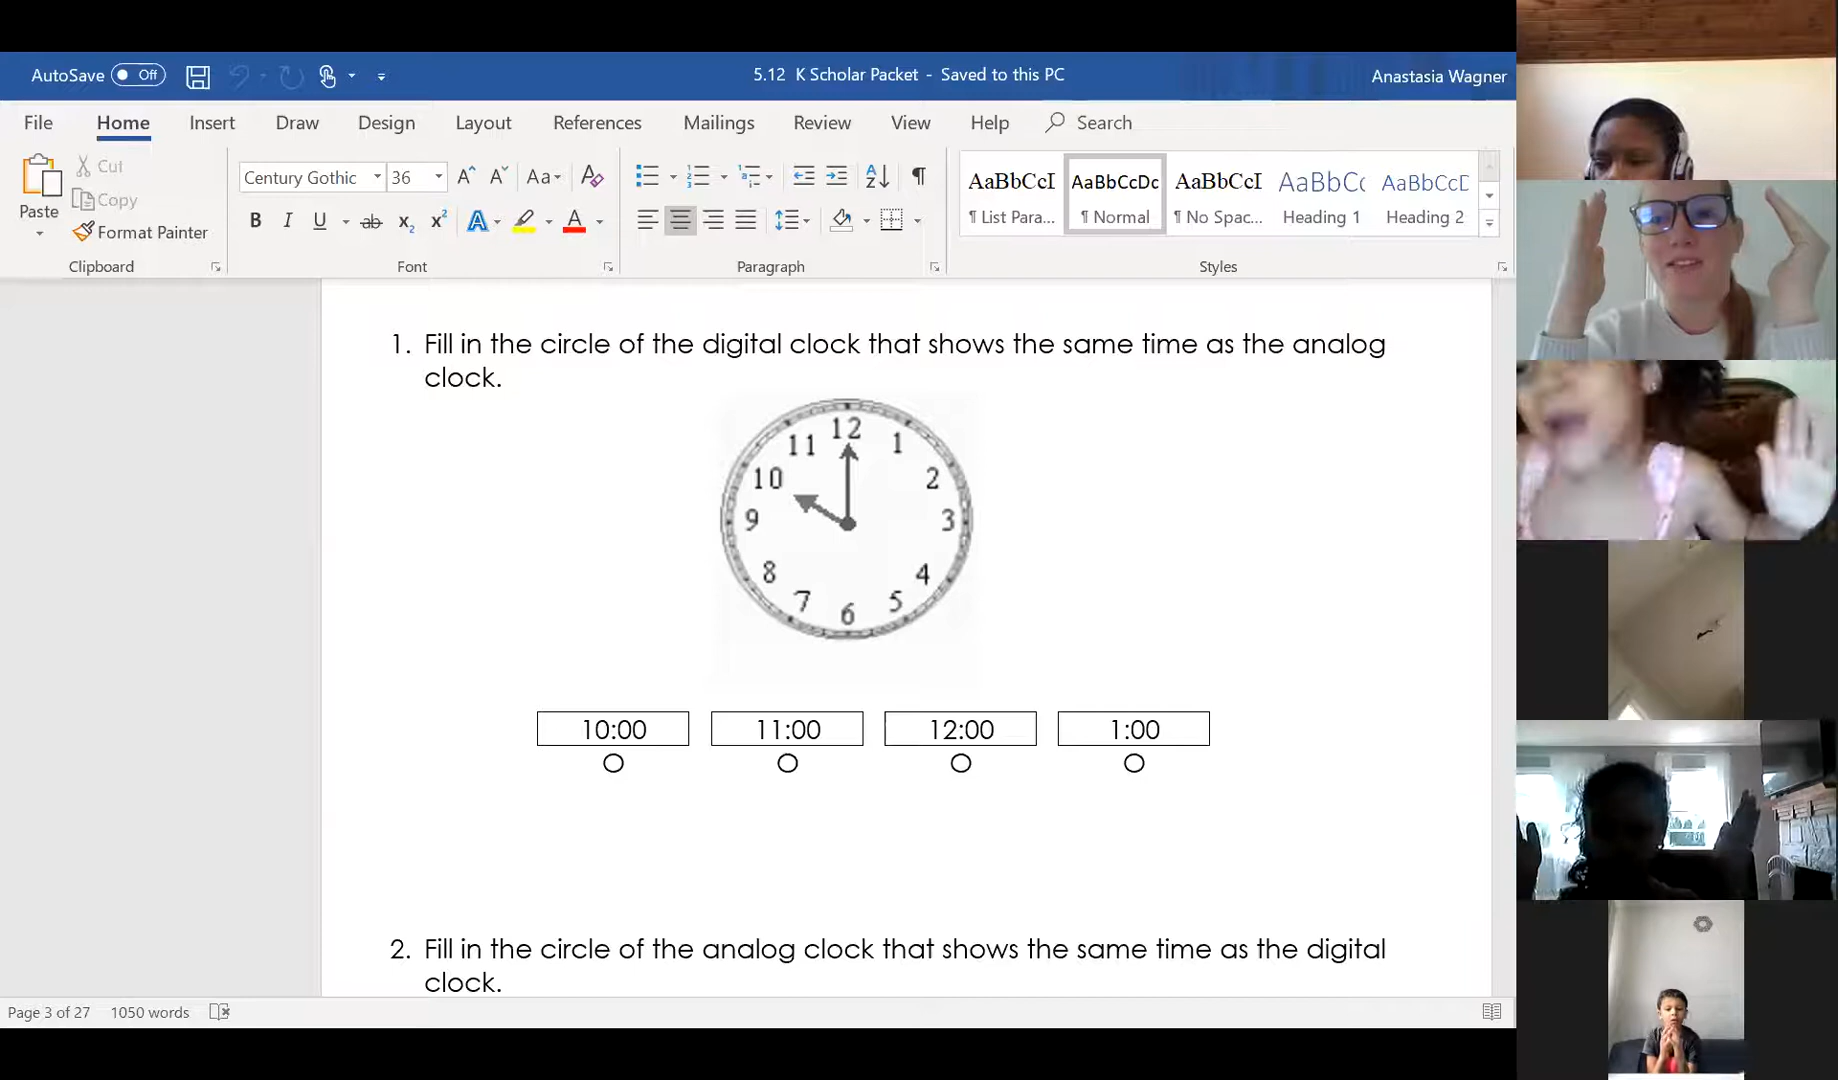 AutoSave Off 5.12 K Scholar Packet - Saved to this PC Anastasia Wagner
File Home Insert Draw Design Layout References Mailings Review View Help Search
Paste
Cut
Copy
Format Painter
Clipboard
Century Gothic 36
Font
Paragraph
AaBbCcI AaBbCcDc AaBbCcI AaBbCc AaBbCcD
¶ List Para... ¶ Normal ¶ No Spac... Heading 1 Heading 2
Styles
1. Fill in the circle of the digital clock that shows the same time as the analog
clock.
12
11 1
10 2
9 3
8 4
7 5
6
10:00 11:00 12:00 1:00
2. Fill in the circle of the analog clock that shows the same time as the digital
clock.
Page 3 of 27 1050 words